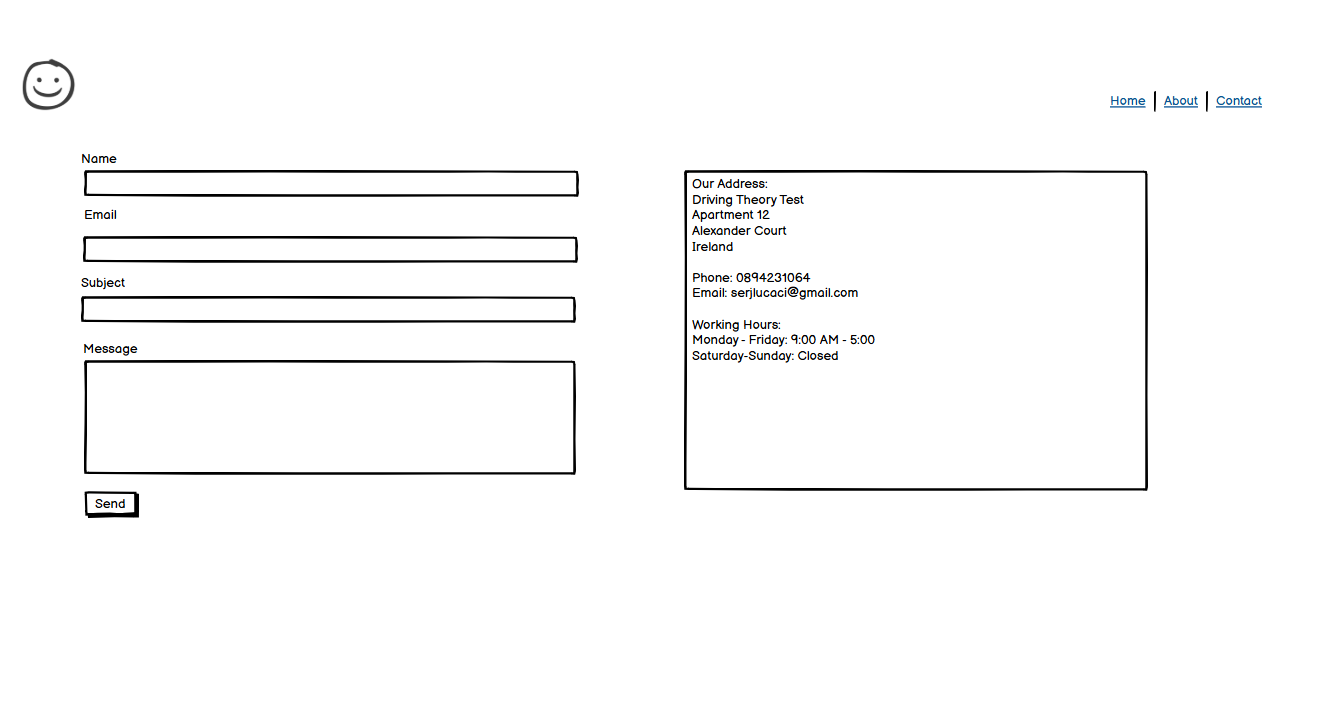 Home | About | Contact
Name
Email
Subject
Message
Send
Our Address:
Driving Theory Test
Apartment 12
Alexander Court
Ireland
Phone: 0894231064
Email: serjlucaci@gmail.com
Working Hours:
Monday - Friday: 9:00 AM - 5:00
Saturday-Sunday: Closed